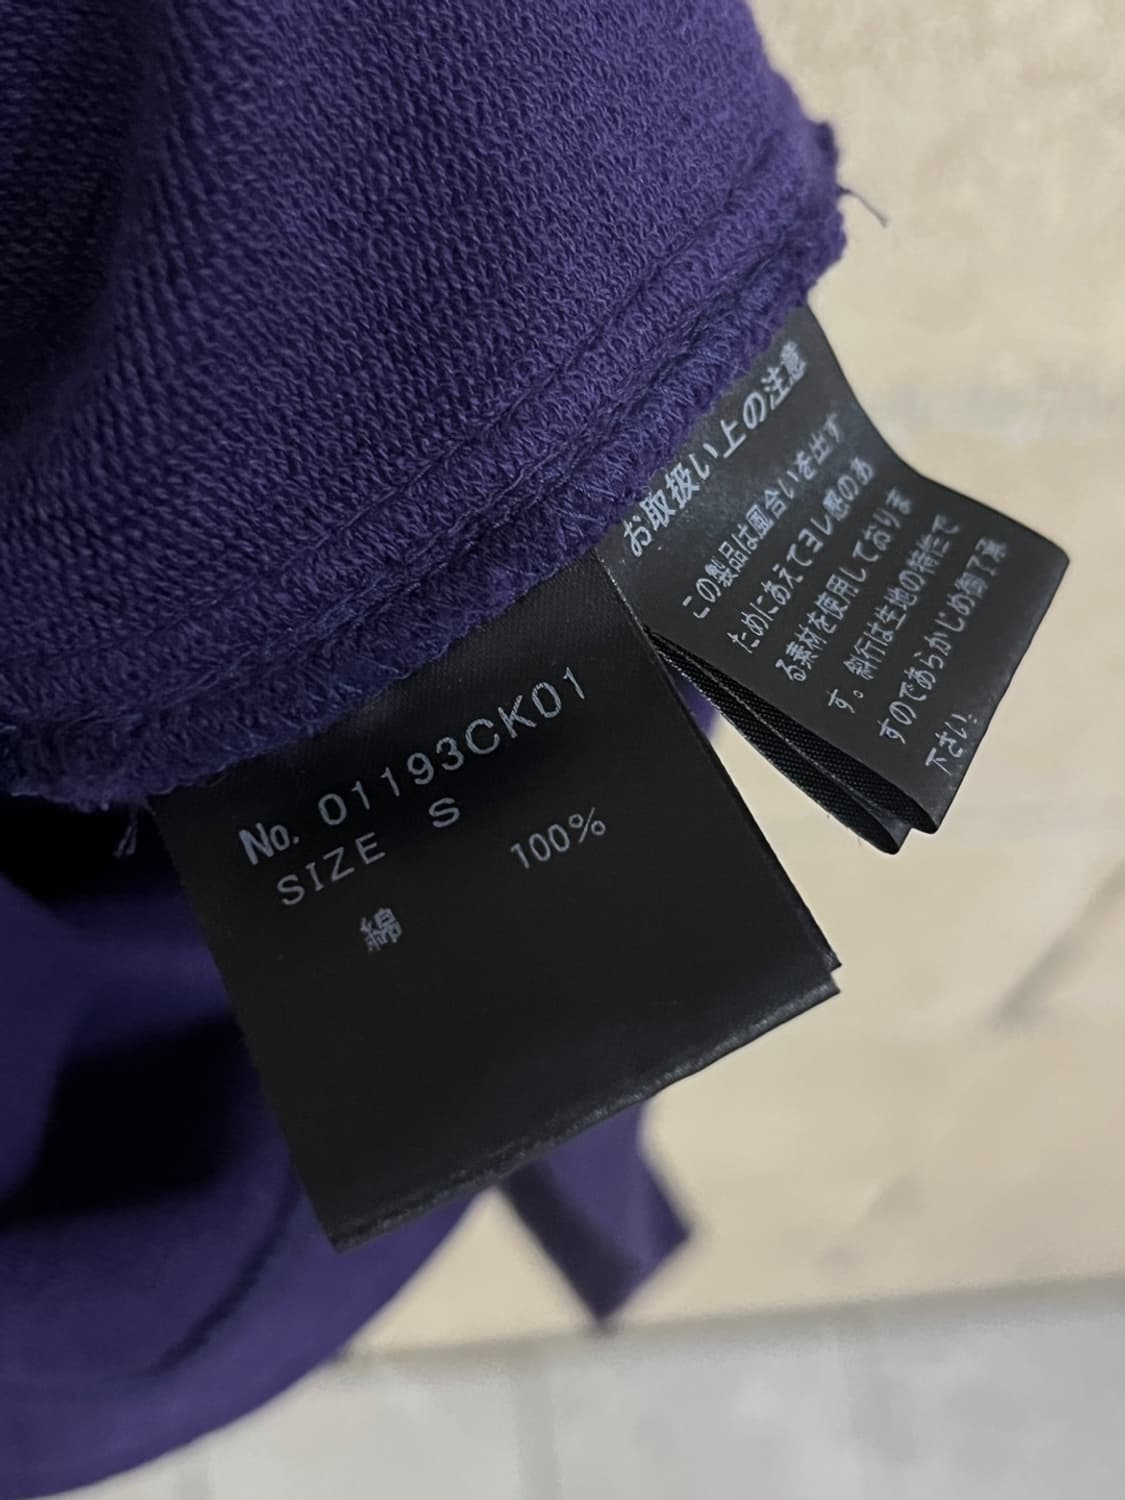 No. 01193CK01
SIZE S
綿 100%
お取扱い上の注意
この製品は風合いを出す
ためにあえてヨレ感のあ
る素材を使用しておりま
す。斜行は生地の特性で
すのであらかじめ御了承
下さい。